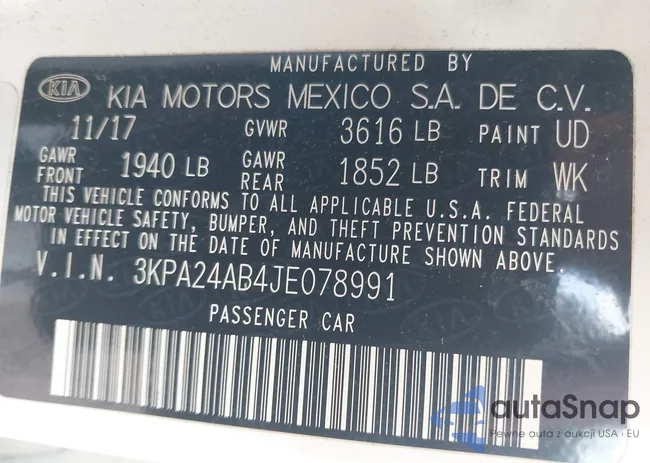 MANUFACTURED BY
KIA KIA MOTORS MEXICO S.A. DE C.V.
11/17 GVWR 3616 LB PAINT UD
GAWR FRONT 1940 LB GAWR REAR 1852 LB TRIM WK
THIS VEHICLE CONFORMS TO ALL APPLICABLE U.S.A. FEDERAL
MOTOR VEHICLE SAFETY, BUMPER, AND THEFT PREVENTION STANDARDS
IN EFFECT ON THE DATE OF MANUFACTURE SHOWN ABOVE.
V.I.N. 3KPA24AB4JE078991
PASSENGER CAR
autoSnap
Pewne auta z aukcji USA i EU